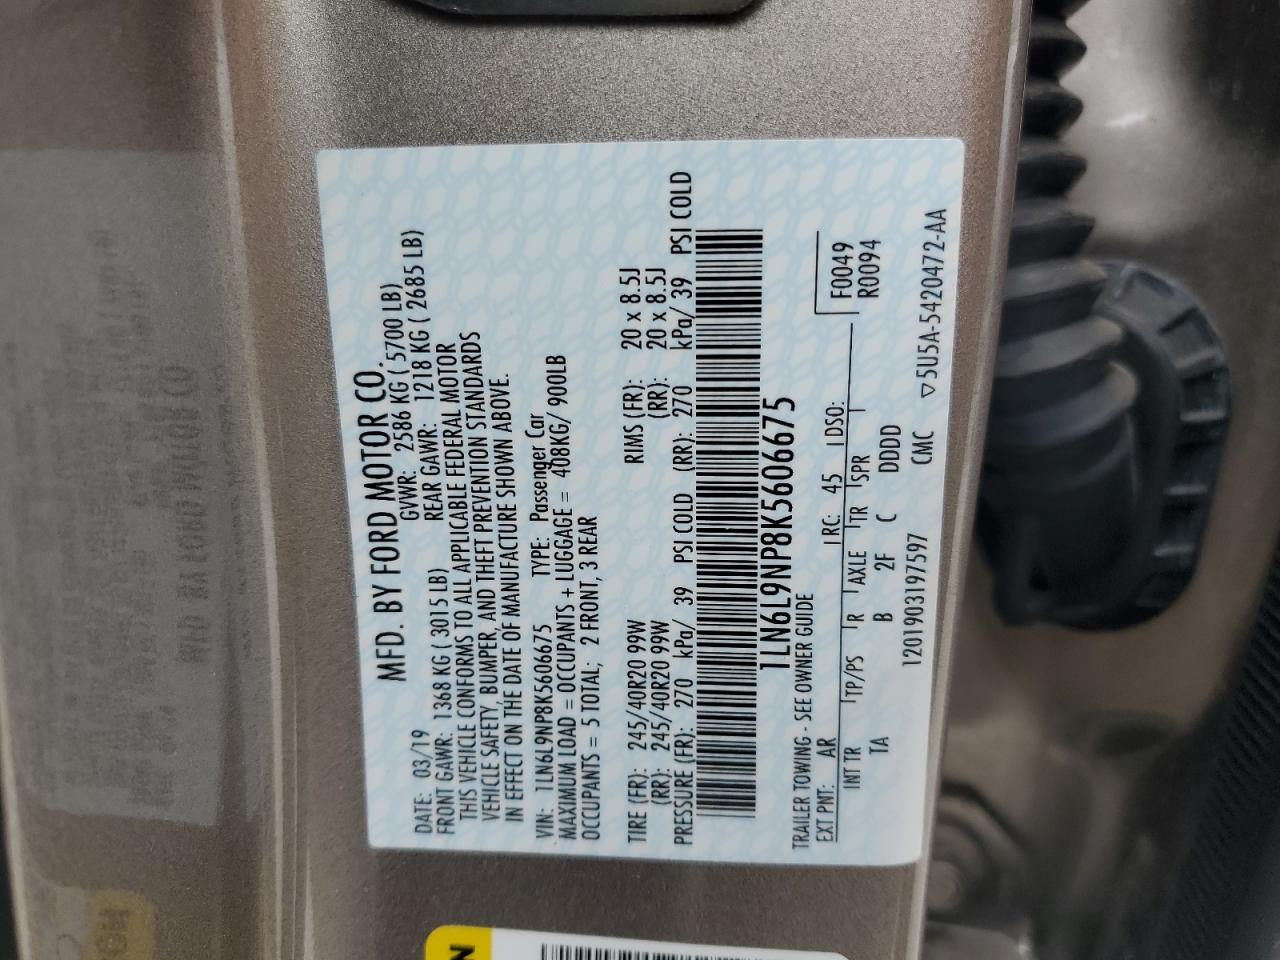 MFD. BY FORD MOTOR CO.
DATE: 03/19 GVWR: 2586 KG ( 5700 LB)
FRONT GAWR: 1368 KG ( 3015 LB) REAR GAWR: 1218 KG ( 2685 LB)
THIS VEHICLE CONFORMS TO ALL APPLICABLE FEDERAL MOTOR
VEHICLE SAFETY, BUMPER, AND THEFT PREVENTION STANDARDS
IN EFFECT ON THE DATE OF MANUFACTURE SHOWN ABOVE.
VIN: 1LN6L9NP8K5606675 TYPE: Passenger Car
MAXIMUM LOAD = OCCUPANTS + LUGGAGE = 408KG/ 900LB
OCCUPANTS = 5 TOTAL; 2 FRONT, 3 REAR
TIRE (FR): 245/40R20 99W RIMS (FR): 20 x 8.5J
(RR): 245/40R20 99W (RR): 20 x 8.5J
PRESSURE (FR): 270 kPa/ 39 PSI COLD (RR): 270 kPa/ 39 PSI COLD
1LN6L9NP8K5606675
TRAILER TOWING - SEE OWNER GUIDE
EXT PNT: AR RC: 45 DSO: F0049
INT TR TP/PS R AXLE TR SPR R0094
TA B 2F C DDDD
1201903197597 CMC ▽5U5A-5420472-AA
N